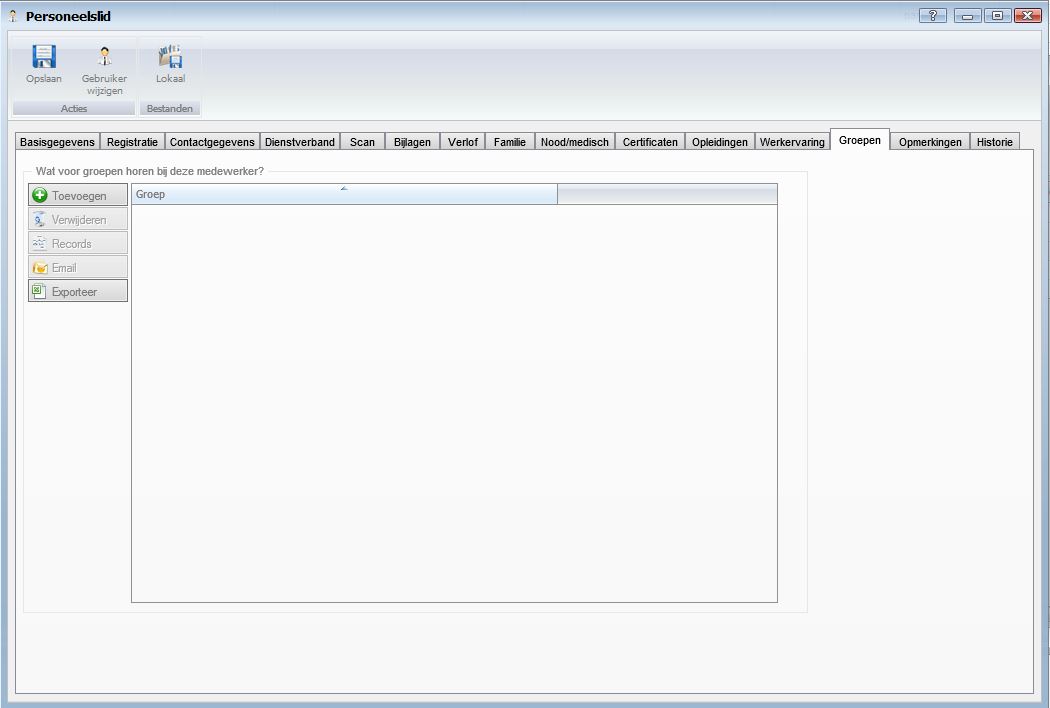 Personeelslid
?
Opslaan
Gebruiker
wijzigen
Lokaal
Acties
Bestanden
Basisgegevens Registratie Contactgegevens Dienstverband Scan Bijlagen Verlof Familie Nood/medisch Certificaten Opleidingen Werkervaring Groepen Opmerkingen Historie
Wat voor groepen horen bij deze medewerker?
Toevoegen
Groep
Verwijderen
Records
Email
Exporteer